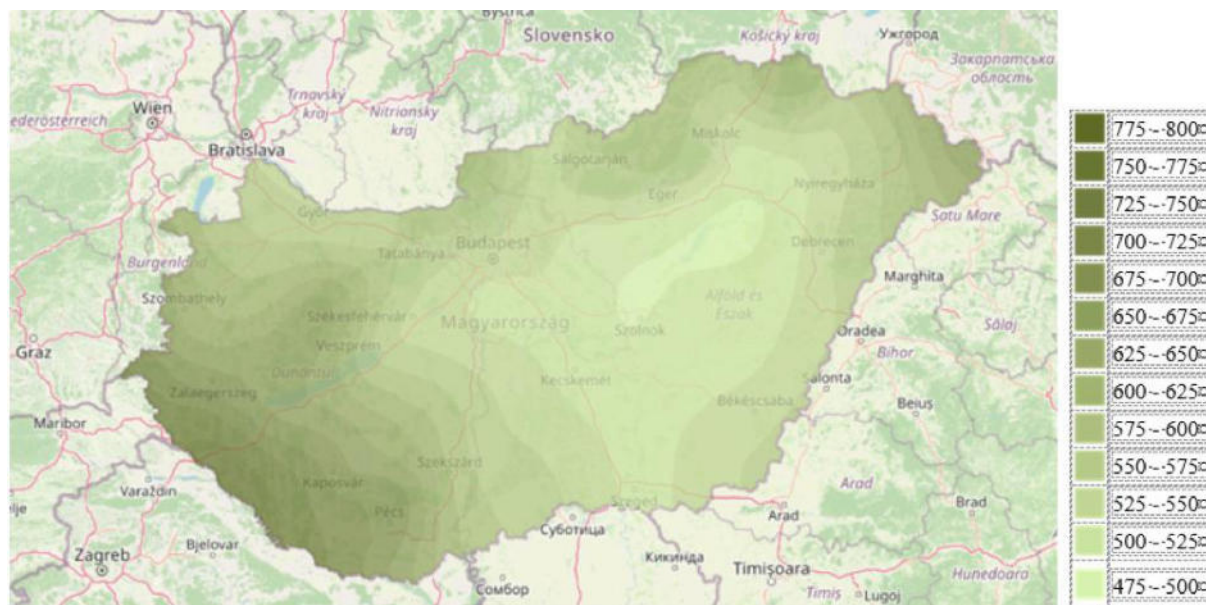 Bystrica
Slovensko
Košický kraj
Ужгород
Закарпатська
область
Wien
Trnavský
kraj
Nitriansky
kraj
ederösterreich
Bratislava
Miskolc
Salgótarján
Nyíregyháza
Eger
Győr
Satu Mare
Tatabánya
Budapest
Debrecen
Burgenland
Marghita
Szombathely
Alföld és
Észak
Székesfehérvár
Magyarország
Szolnok
Oradea
Sălaj
Graz
Veszprém
Bihor
Dunántúl
Kecskemét
Salonta
Zalaegerszeg
Békéscsaba
Beiuș
Maribor
Szekszárd
Kaposvár
Arad
Varaždin
Pécs
Szeged
Brad
elje
Суботица
Arad
Zagreb
Bjelovar
Кикинда
Timișoara
Hunedoara
Сомбор
Timiș
Lugoj
775 - 800¤
750 - 775¤
725 - 750¤
700 - 725¤
675 - 700¤
650 - 675¤
625 - 650¤
600 - 625¤
575 - 600¤
550 - 575¤
525 - 550¤
500 - 525¤
475 - 500¤